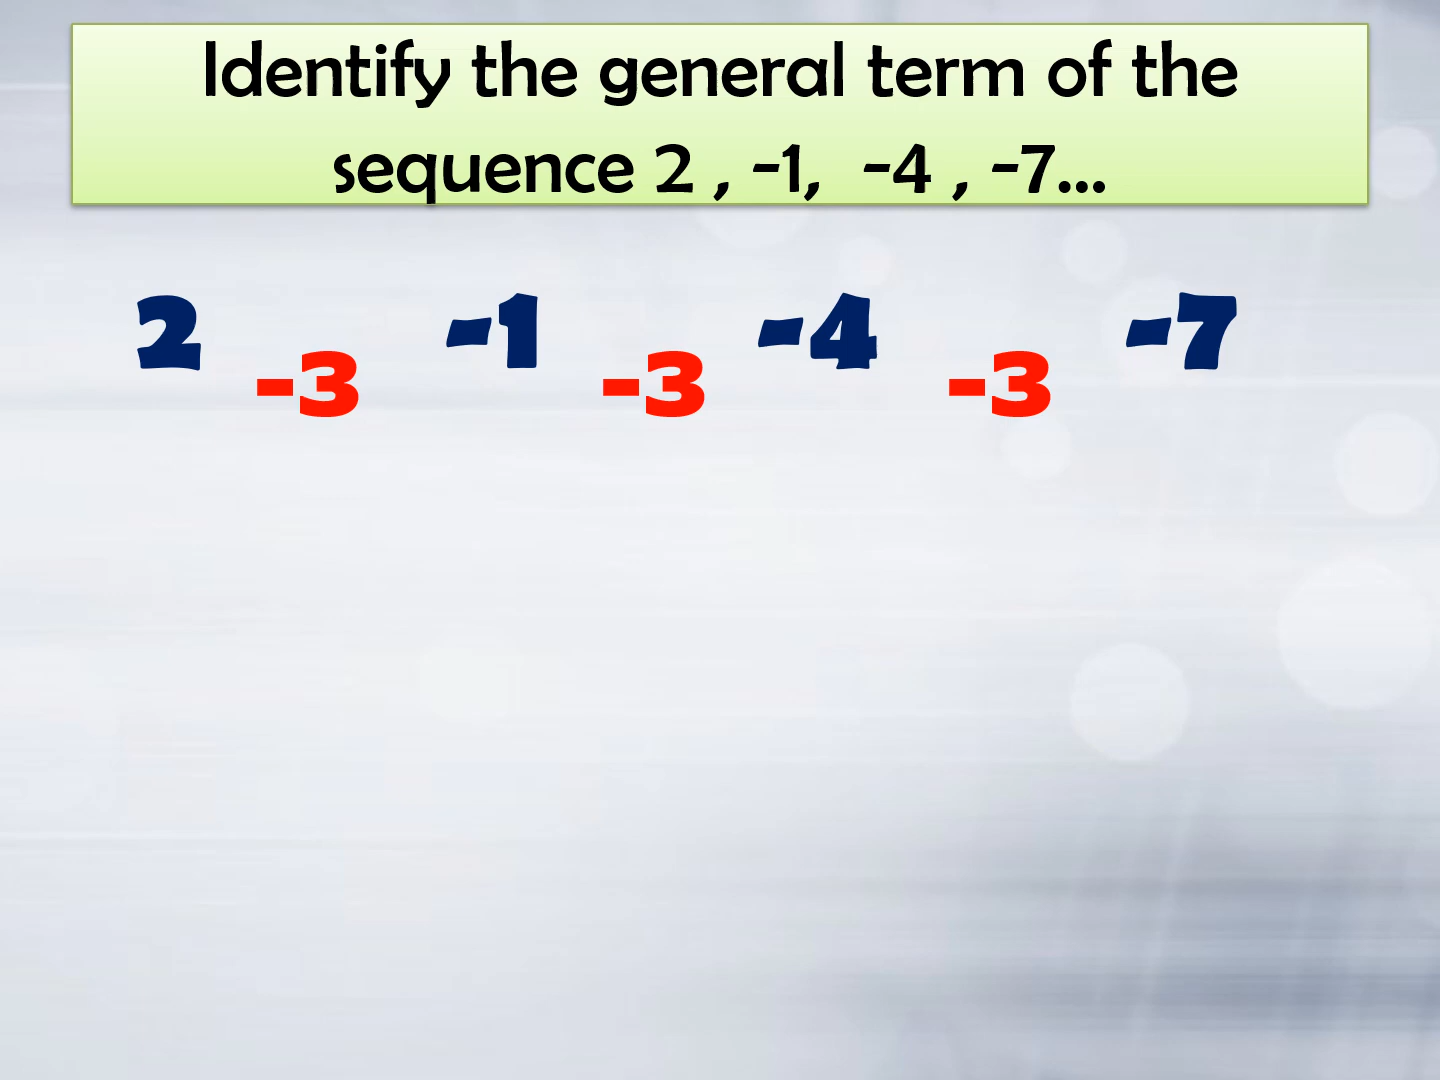 Identify the general term of the
sequence 2 , -1,  -4 , -7...
2 -3 -1 -3 -4 -3 -7